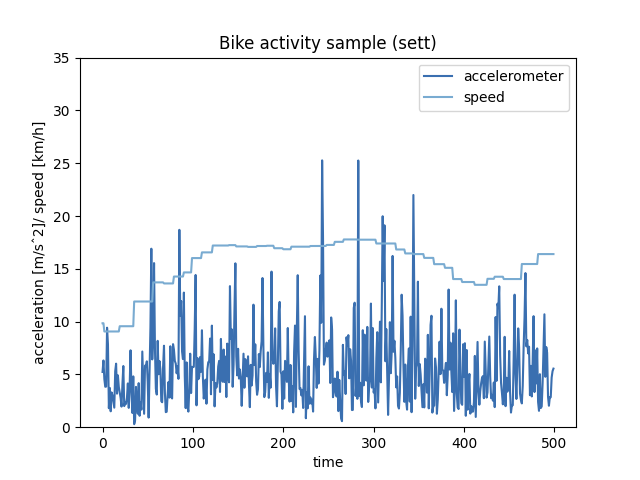 Bike activity sample (sett)
acceleration [m/s^2]/ speed [km/h]
35
30
25
20
15
10
5
0
accelerometer
speed
0
100
200
300
400
500
time